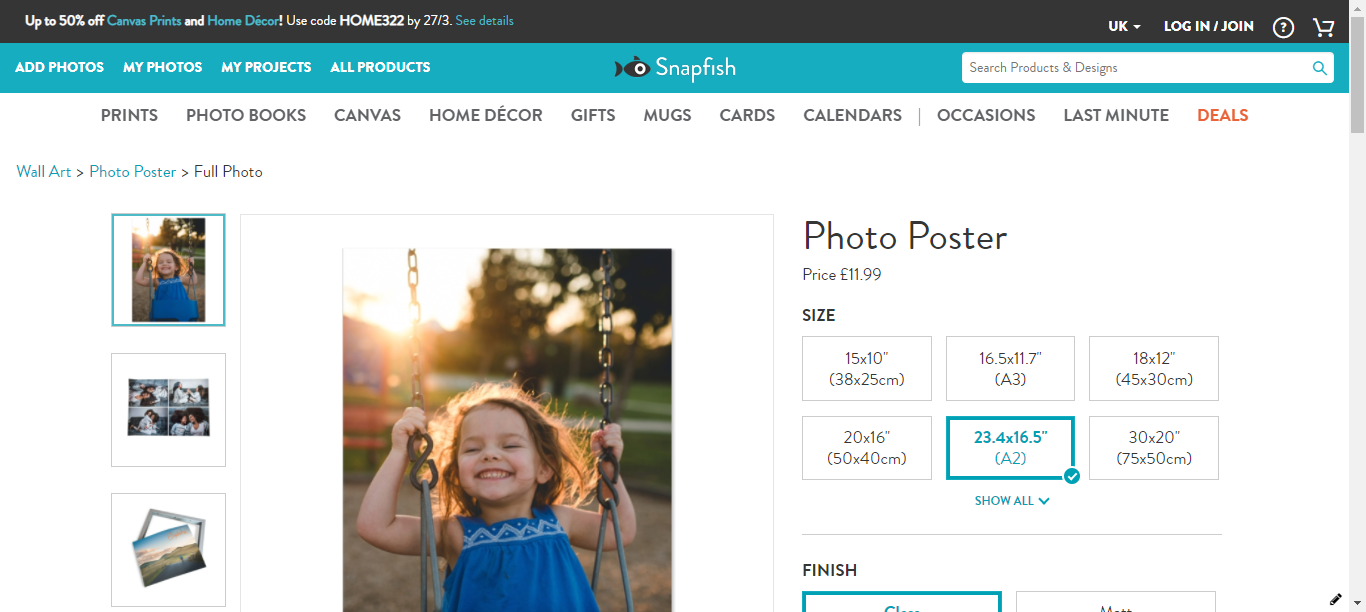 Up to 50% off Canvas Prints and Home Décor! Use code HOME322 by 27/3. See details
UK
LOG IN / JOIN
?
ADD PHOTOS
MY PHOTOS
MY PROJECTS
ALL PRODUCTS
Snapfish
Search Products & Designs
PRINTS
PHOTO BOOKS
CANVAS
HOME DÉCOR
GIFTS
MUGS
CARDS
CALENDARS
|
OCCASIONS
LAST MINUTE
DEALS
Wall Art > Photo Poster > Full Photo
Photo Poster
Price £11.99
SIZE
15x10"
(38x25cm)
16.5x11.7"
(A3)
18x12"
(45x30cm)
20x16"
(50x40cm)
23.4x16.5"
(A2)
30x20"
(75x50cm)
SHOW ALL
FINISH